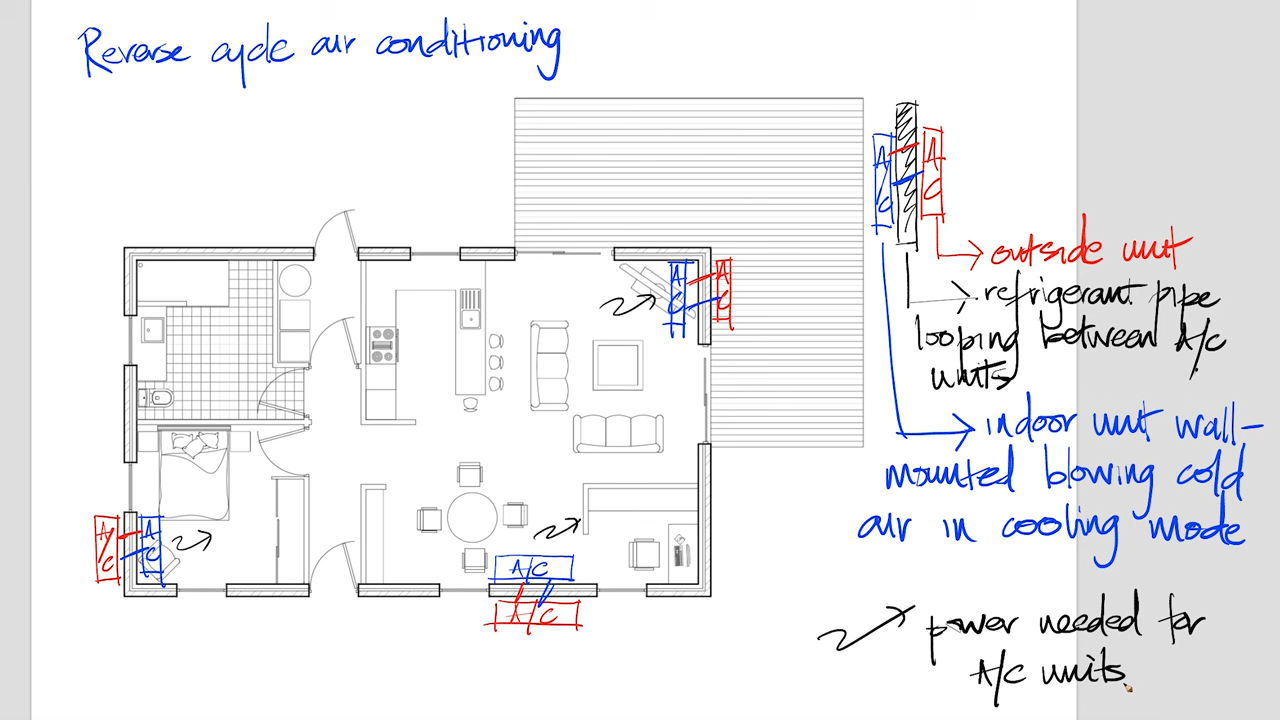 Reverse cycle air conditioning
A/C
A/C
outside unit
refrigerant pipe
looping between A/C
units
indoor unit wall-
mounted blowing cold
air in cooling mode
A/C
A/C
A/C
A/C
A/C
A/C
power needed for
A/C units.